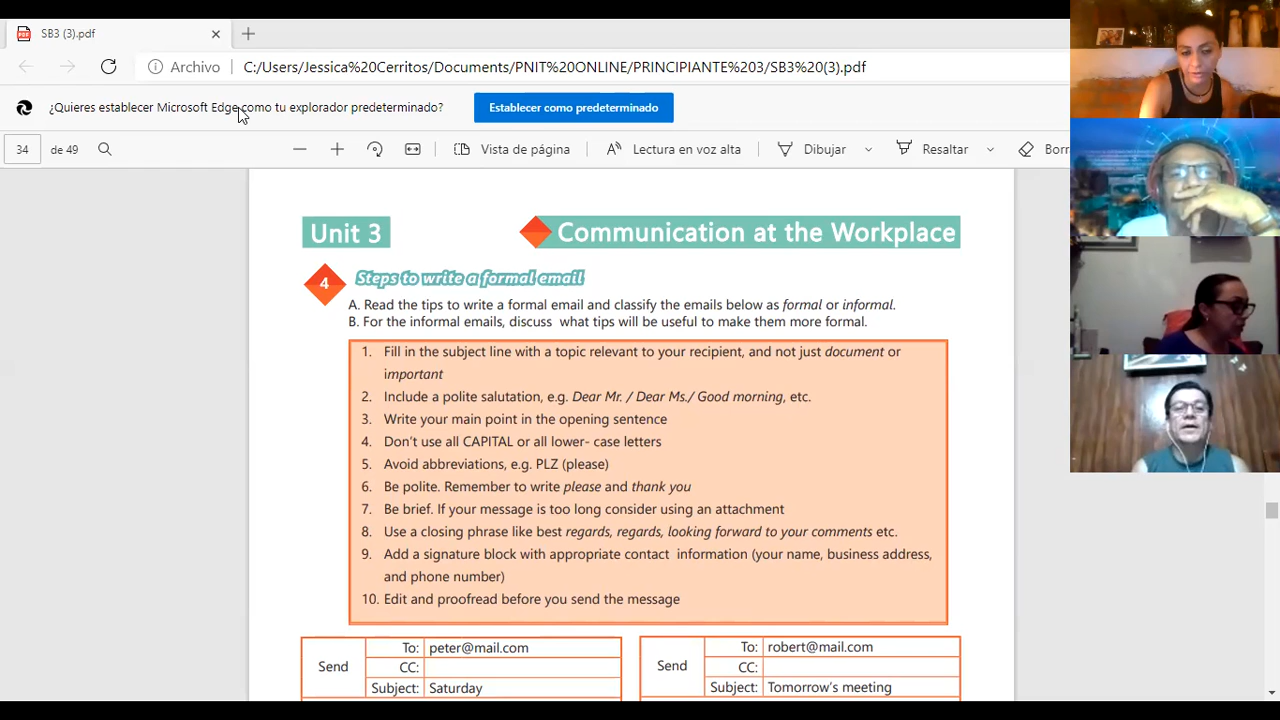 SB3 (3).pdf
Archivo C:/Users/Jessica%20Cerritos/Documents/PNIT%20ONLINE/PRINCIPIANTE%203/SB3%20(3).pdf
¿Quieres establecer Microsoft Edge como tu explorador predeterminado? Establecer como predeterminado
34 de 49 Vista de página Lectura en voz alta Dibujar Resaltar Borr
Unit 3 Communication at the Workplace
4 Steps to write a formal email
A. Read the tips to write a formal email and classify the emails below as formal or informal.
B. For the informal emails, discuss what tips will be useful to make them more formal.
1. Fill in the subject line with a topic relevant to your recipient, and not just document or
important
2. Include a polite salutation, e.g. Dear Mr. / Dear Ms./ Good morning, etc.
3. Write your main point in the opening sentence
4. Don't use all CAPITAL or all lower- case letters
5. Avoid abbreviations, e.g. PLZ (please)
6. Be polite. Remember to write please and thank you
7. Be brief. If your message is too long consider using an attachment
8. Use a closing phrase like best regards, regards, looking forward to your comments etc.
9. Add a signature block with appropriate contact information (your name, business address,
and phone number)
10. Edit and proofread before you send the message
Send
To: peter@mail.com
CC:
Subject: Saturday
Send
To: robert@mail.com
CC:
Subject: Tomorrow's meeting